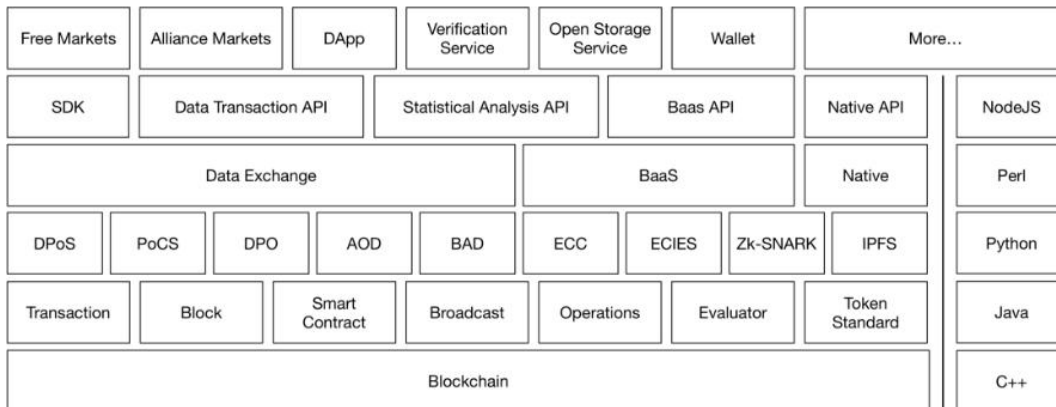 Free Markets
Alliance Markets
DApp
Verification
Service
Open Storage
Service
Wallet
More...
SDK
Data Transaction API
Statistical Analysis API
Baas API
Native API
NodeJS
Data Exchange
BaaS
Native
Perl
DPoS
PoCS
DPO
AOD
BAD
ECC
ECIES
Zk-SNARK
IPFS
Python
Transaction
Block
Smart
Contract
Broadcast
Operations
Evaluator
Token
Standard
Java
Blockchain
C++